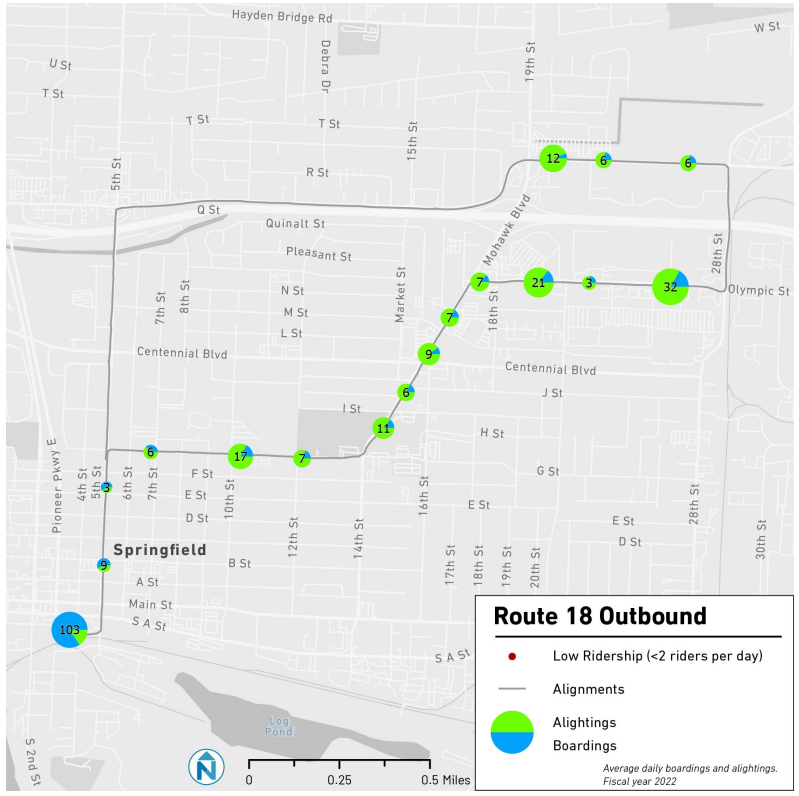 Hayden Bridge Rd
W St
U St
Debra Dr
19th St
T St
T St
T St
15th St
5th St
R St
12
6
6
Q St
Quinalt St
Mohawk Blvd
Pleasant St
28th St
7th St
8th St
N St
Market St
7
21
3
32
Olympic St
M St
18th St
7
L St
Centennial Blvd
9
Centennial Blvd
J St
6
I St
11
H St
Pioneer Pkwy E
6
17
7
G St
4th St
5th St
6th St
7th St
F St
10th St
16th St
28th St
3
E St
E St
D St
E St
12th St
14th St
D St
30th St
Springfield
9
B St
17th St
18th St
19th St
20th St
A St
Main St
103
S A St
S A St
Route 18 Outbound
Low Ridership (<2 riders per day)
Alignments
Alightings
Boardings
Average daily boardings and alightings.
Fiscal year 2022
Log
Pond
S 2nd St
N
0
0.25
0.5 Miles